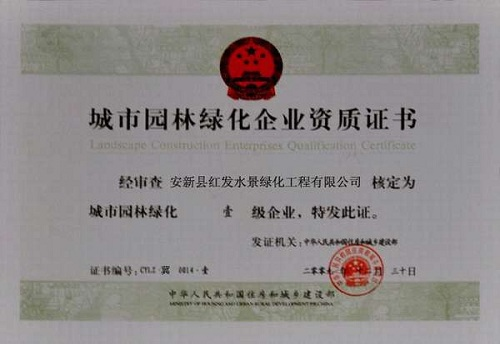 城市园林绿化企业资质证书
Landscape Construction Enterprises Qualification Certificate
经审查 安新县红发水景绿化工程有限公司 核定为
城市园林绿化 壹 级企业，特发此证。
发证机关：中华人民共和国住房和城乡建设部
证书编号：CYLZ 冀 0014·壹 二〇〇 年 二月三十日
中华人民共和国住房和城乡建设部
MINISTRY OF HOUSING AND URBAN-RURAL DEVELOPMENT, P.R.CHINA